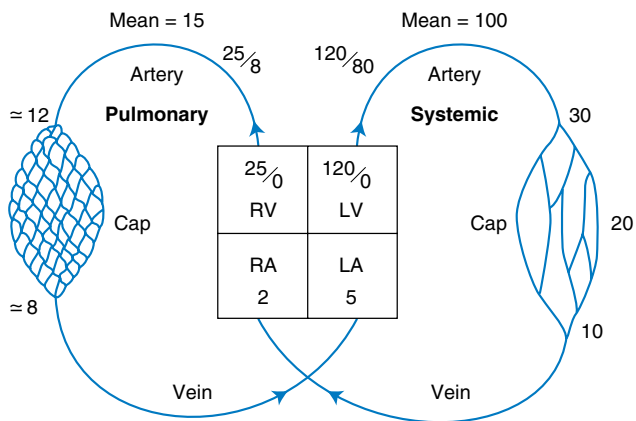 Mean = 15
Mean = 100
25/8
120/80
Artery
Artery
≃ 12
Pulmonary
Systemic
30
25/0
120/0
RV
LV
Cap
Cap
20
RA
LA
2
5
≃ 8
10
Vein
Vein